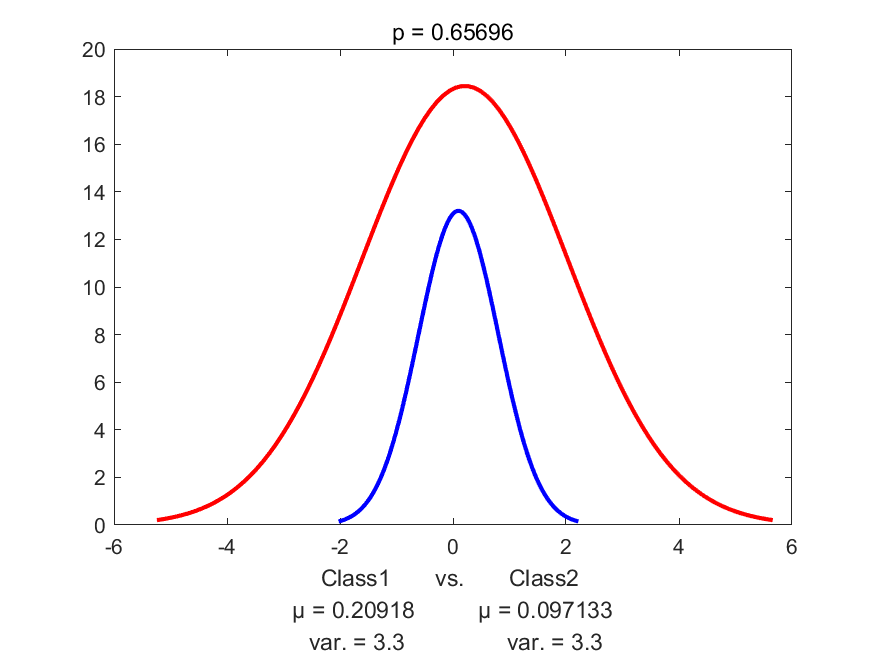 p = 0.65696
20
18
16
14
12
10
8
6
4
2
0
-6 -4 -2 0 2 4 6
Class1 vs. Class2
μ = 0.20918 μ = 0.097133
var. = 3.3 var. = 3.3